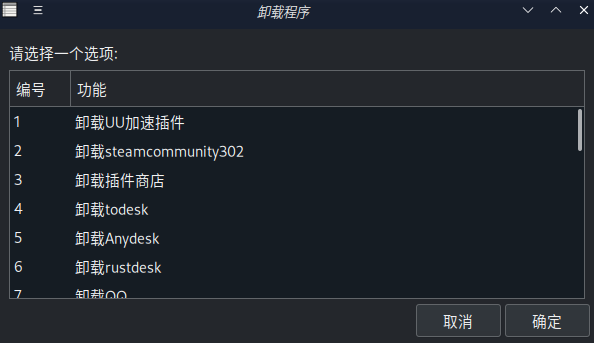 卸载程序
请选择一个选项:
编号 功能
1 卸载UU加速插件
2 卸载steamcommunity302
3 卸载插件商店
4 卸载todesk
5 卸载Anydesk
6 卸载rustdesk
7 卸载QQ
取消 确定